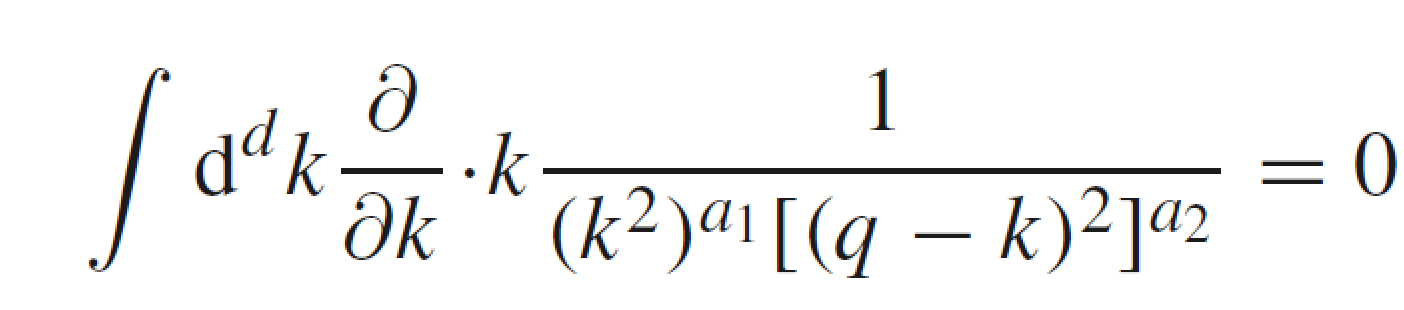 ∫ d^d k ∂/∂k · k 1/((k^2)^{a_1}[(q − k)^2]^{a_2}) = 0